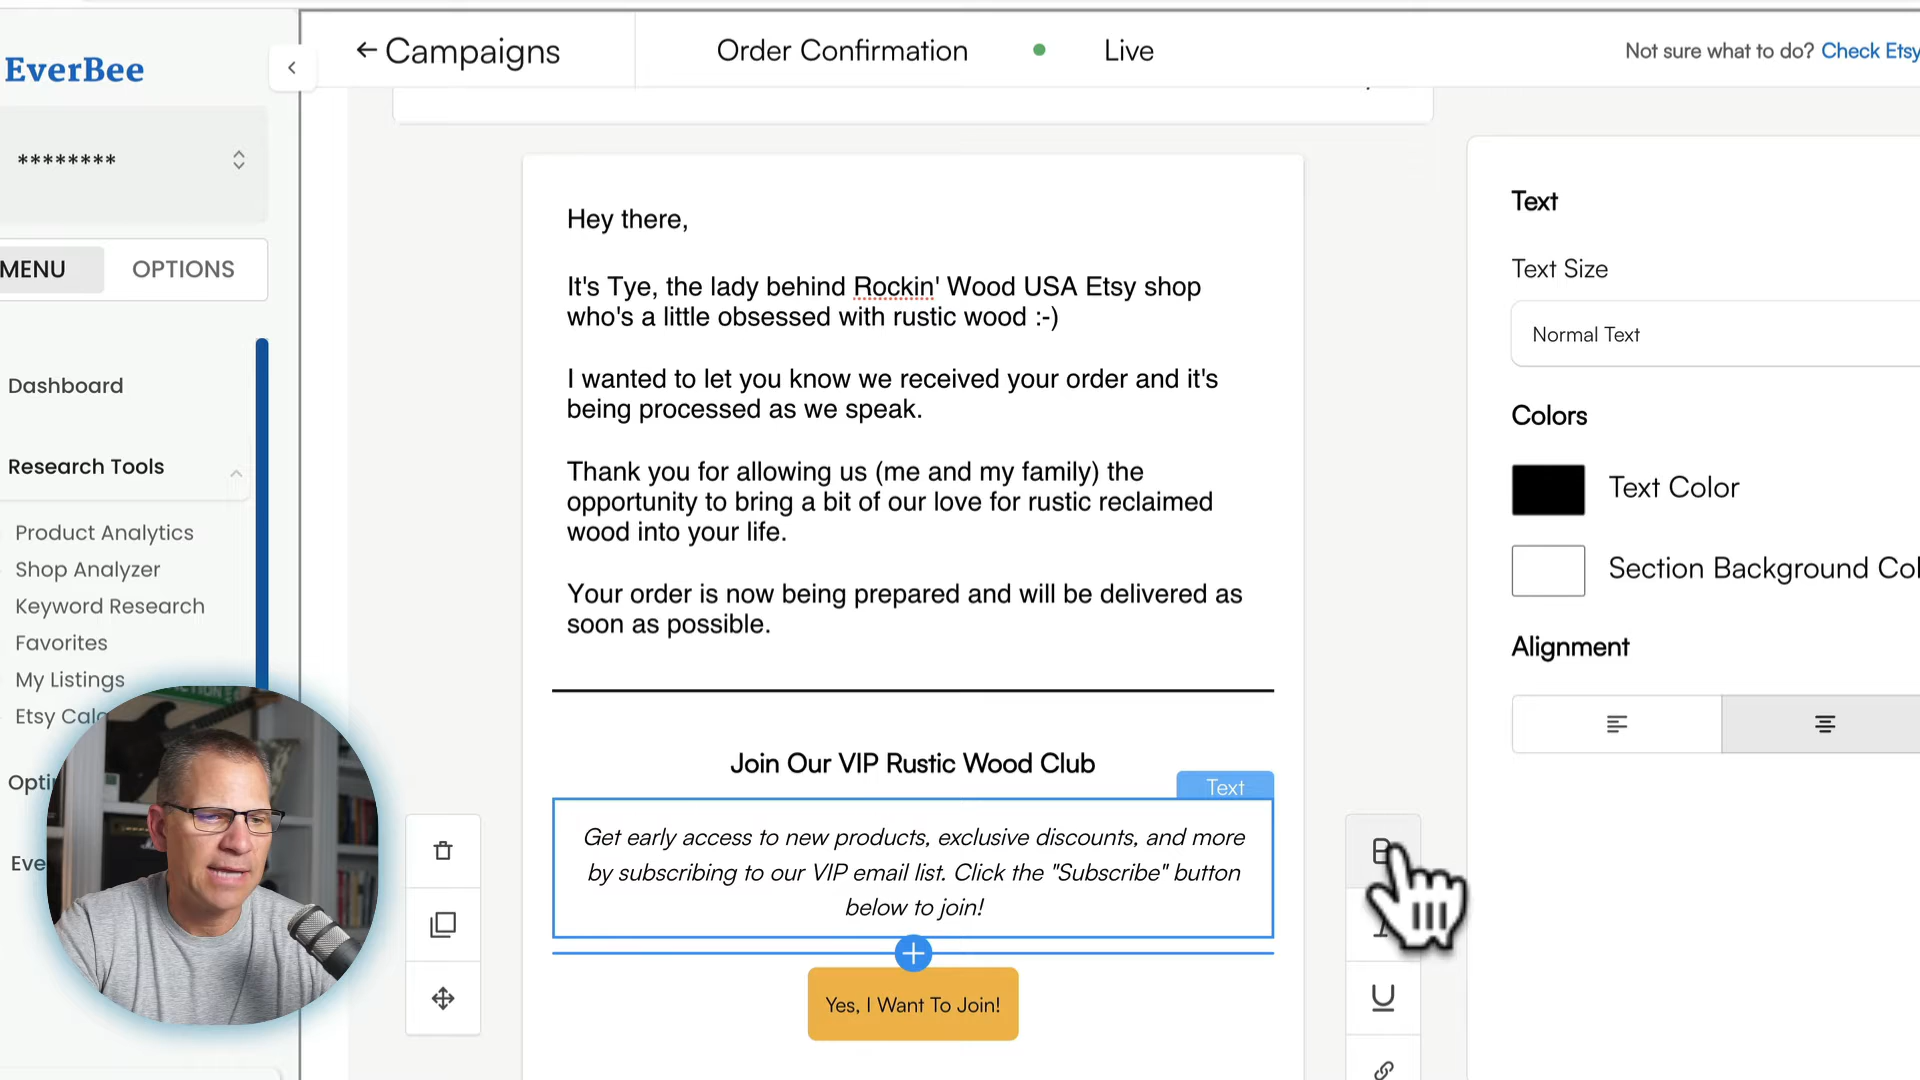 EverBee
← Campaigns
Order Confirmation
Live
Not sure what to do? Check Etsy
********
MENU
OPTIONS
Dashboard
Research Tools
Product Analytics
Shop Analyzer
Keyword Research
Favorites
My Listings
Etsy Calc
Opti
Eve
Hey there,
It's Tye, the lady behind Rockin' Wood USA Etsy shop
who's a little obsessed with rustic wood :-)
I wanted to let you know we received your order and it's
being processed as we speak.
Thank you for allowing us (me and my family) the
opportunity to bring a bit of our love for rustic reclaimed
wood into your life.
Your order is now being prepared and will be delivered as
soon as possible.
Join Our VIP Rustic Wood Club
Text
Get early access to new products, exclusive discounts, and more
by subscribing to our VIP email list. Click the "Subscribe" button
below to join!
Yes, I Want To Join!
B
I
U
Text
Text Size
Normal Text
Colors
Text Color
Section Background Col
Alignment